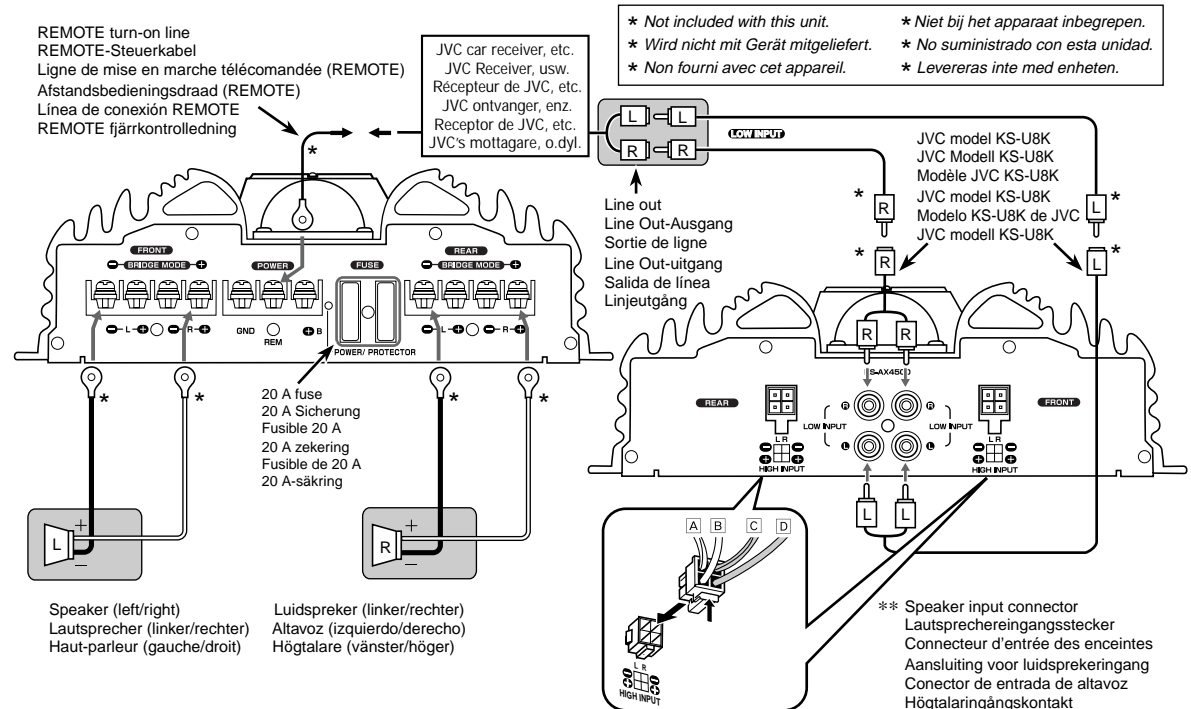 REMOTE turn-on line
REMOTE-Steuerkabel
Ligne de mise en marche télécomandée (REMOTE)
Afstandsbedieningsdraad (REMOTE)
Línea de conexión REMOTE
REMOTE fjärrkontrolledning
*
JVC car receiver, etc.
JVC Receiver, usw.
Récepteur de JVC, etc.
JVC ontvanger, enz.
Receptor de JVC, etc.
JVC's mottagare, o.dyl.
* Not included with this unit.
* Wird nicht mit Gerät mitgeliefert.
* Non fourni avec cet appareil.
* Niet bij het apparaat inbegrepen.
* No suministrado con esta unidad.
* Levereras inte med enheten.
L L
R R
LOW INPUT
Line out
Line Out-Ausgang
Sortie de ligne
Line Out-uitgang
Salida de línea
Linjeutgång
JVC model KS-U8K
JVC Modell KS-U8K
Modèle JVC KS-U8K
JVC model KS-U8K
Modelo KS-U8K de JVC
JVC modell KS-U8K
* R
* R
L *
L *
FRONT
BRIDGE MODE
POWER
FUSE
REAR
BRIDGE MODE
L R
GND
REM
B
POWER/ PROTECTOR
L R
* * * *
20 A fuse
20 A Sicherung
Fusible 20 A
20 A zekering
Fusible de 20 A
20 A-säkring
L + −
R + −
Speaker (left/right)
Lautsprecher (linker/rechter)
Haut-parleur (gauche/droit)
Luidspreker (linker/rechter)
Altavoz (izquierdo/derecho)
Högtalare (vänster/höger)
R R
REAR
FRONT
R R
LOW INPUT
LOW INPUT
L L
L R
HIGH INPUT
L R
HIGH INPUT
L L
A B C D
L R
HIGH INPUT
** Speaker input connector
Lautsprechereingangsstecker
Connecteur d'entrée des enceintes
Aansluiting voor luidsprekeringang
Conector de entrada de altavoz
Högtalaringångskontakt